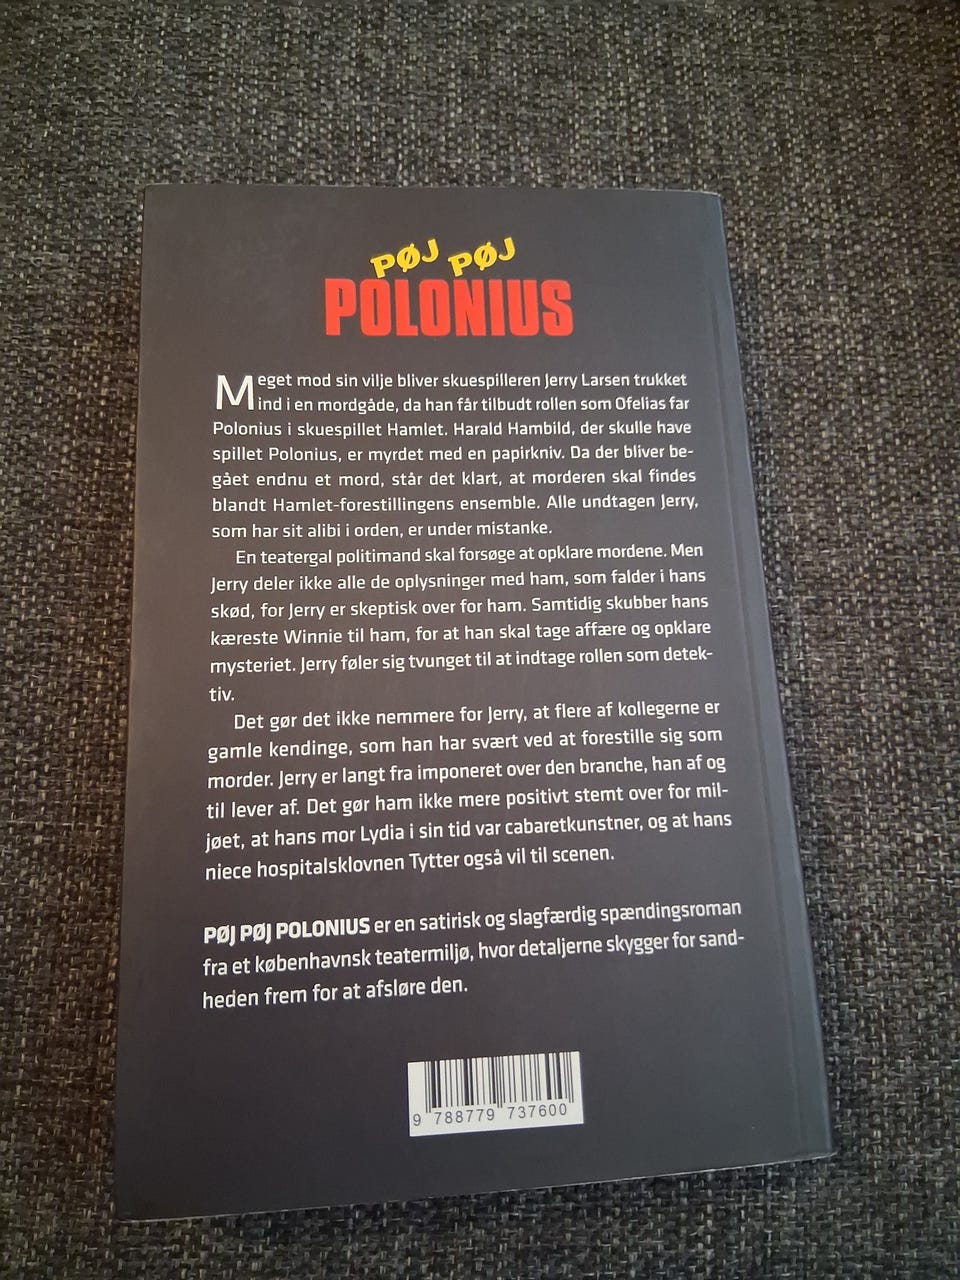 PØJ PØJ
POLONIUS
Meget mod sin vilje bliver skuespilleren Jerry Larsen trukket
ind i en mordgåde, da han får tilbudt rollen som Ofelias far
Polonius i skuespillet Hamlet. Harald Hambild, der skulle have
spillet Polonius, er myrdet med en papirkniv. Da der bliver be-
gået endnu et mord, står det klart, at morderen skal findes
blandt Hamlet-forestillingens ensemble. Alle undtagen Jerry,
som har sit alibi i orden, er under mistanke.
En teatergal politimand skal forsøge at opklare mordene. Men
Jerry deler ikke alle de oplysninger med ham, som falder i hans
skød, for Jerry er skeptisk over for ham. Samtidig skubber hans
kæreste Winnie til ham, for at han skal tage affære og opklare
mysteriet. Jerry føler sig tvunget til at indtage rollen som detek-
tiv.
Det gør det ikke nemmere for Jerry, at flere af kollegerne er
gamle kendinge, som han har svært ved at forestille sig som
morder. Jerry er langt fra imponeret over den branche, han af og
til lever af. Det gør ham ikke mere positivt stemt over for mil-
jøet, at hans mor Lydia i sin tid var cabaretkunstner, og at hans
niece hospitalsklovnen Tytter også vil til scenen.
PØJ PØJ POLONIUS er en satirisk og slagfærdig spændingsroman
fra et københavnsk teatermiljø, hvor detaljerne skygger for sand-
heden frem for at afsløre den.
9 788779 737600